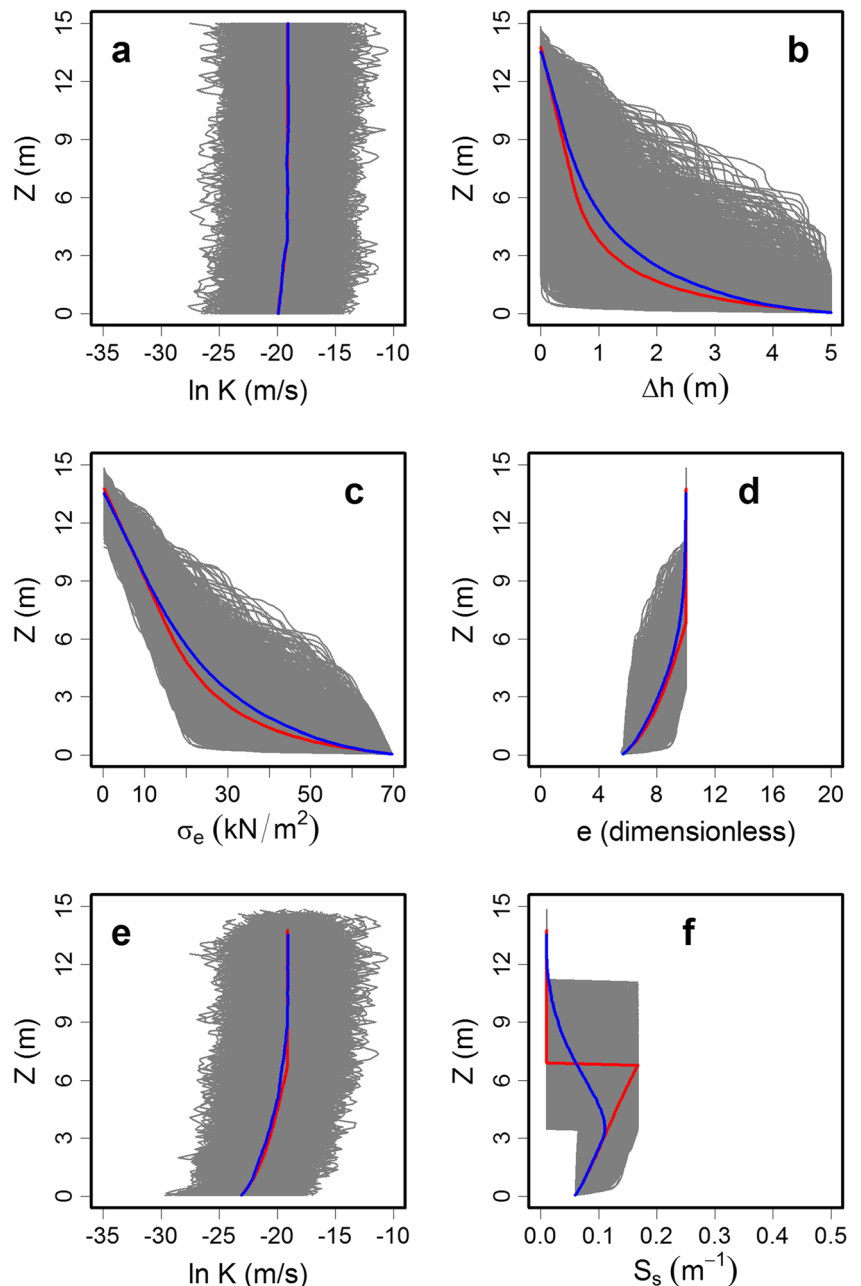 a
15
12
9
6
3
0
Z (m)
-35 -30 -25 -20 -15 -10
ln K (m/s)
b
15
12
9
6
3
0
Z (m)
0 1 2 3 4 5
Δh (m)
c
15
12
9
6
3
0
Z (m)
0 10 30 50 70
σe (kN/m²)
d
15
12
9
6
3
0
Z (m)
0 4 8 12 16 20
e (dimensionless)
e
15
12
9
6
3
0
Z (m)
-35 -30 -25 -20 -15 -10
ln K (m/s)
f
15
12
9
6
3
0
Z (m)
0.0 0.1 0.2 0.3 0.4 0.5
Ss (m⁻¹)